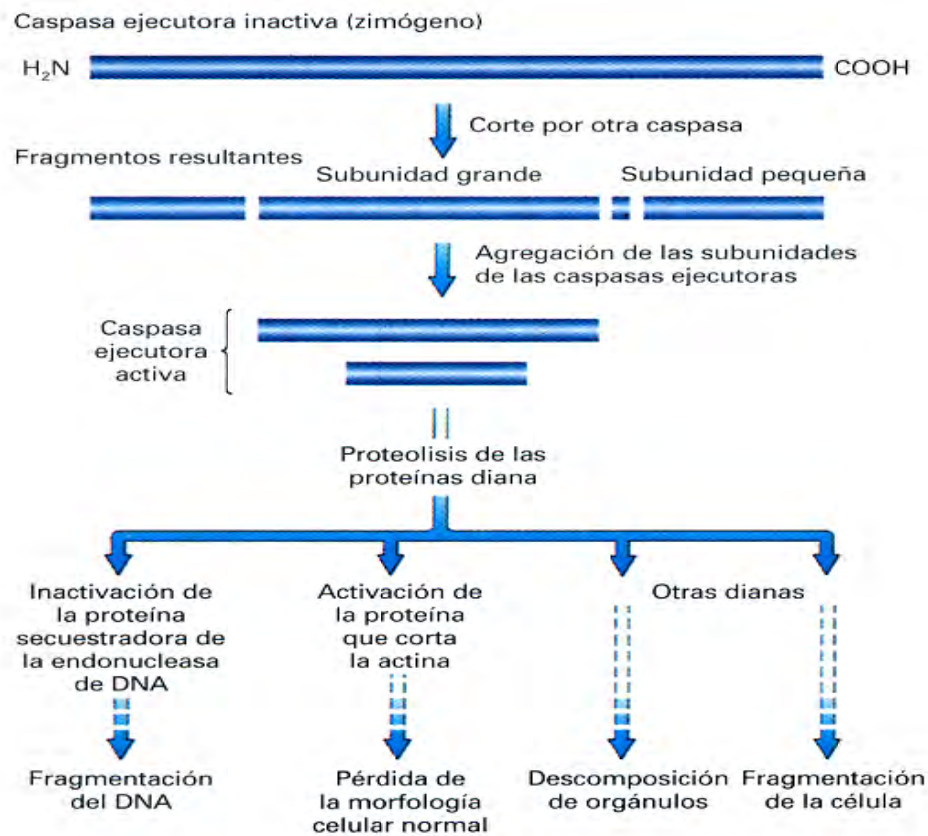 Caspasa ejecutora inactiva (zimógeno)
H₂N
COOH
Corte por otra caspasa
Fragmentos resultantes
Subunidad grande
Subunidad pequeña
Agregación de las subunidades
de las caspasas ejecutoras
Caspasa
ejecutora
activa
Proteolisis de las
proteínas diana
Inactivación de
la proteína
secuestradora de
la endonucleasa
de DNA
Activación de
la proteína
que corta
la actina
Otras dianas
Fragmentación
del DNA
Pérdida de
la morfología
celular normal
Descomposición
de orgánulos
Fragmentación
de la célula